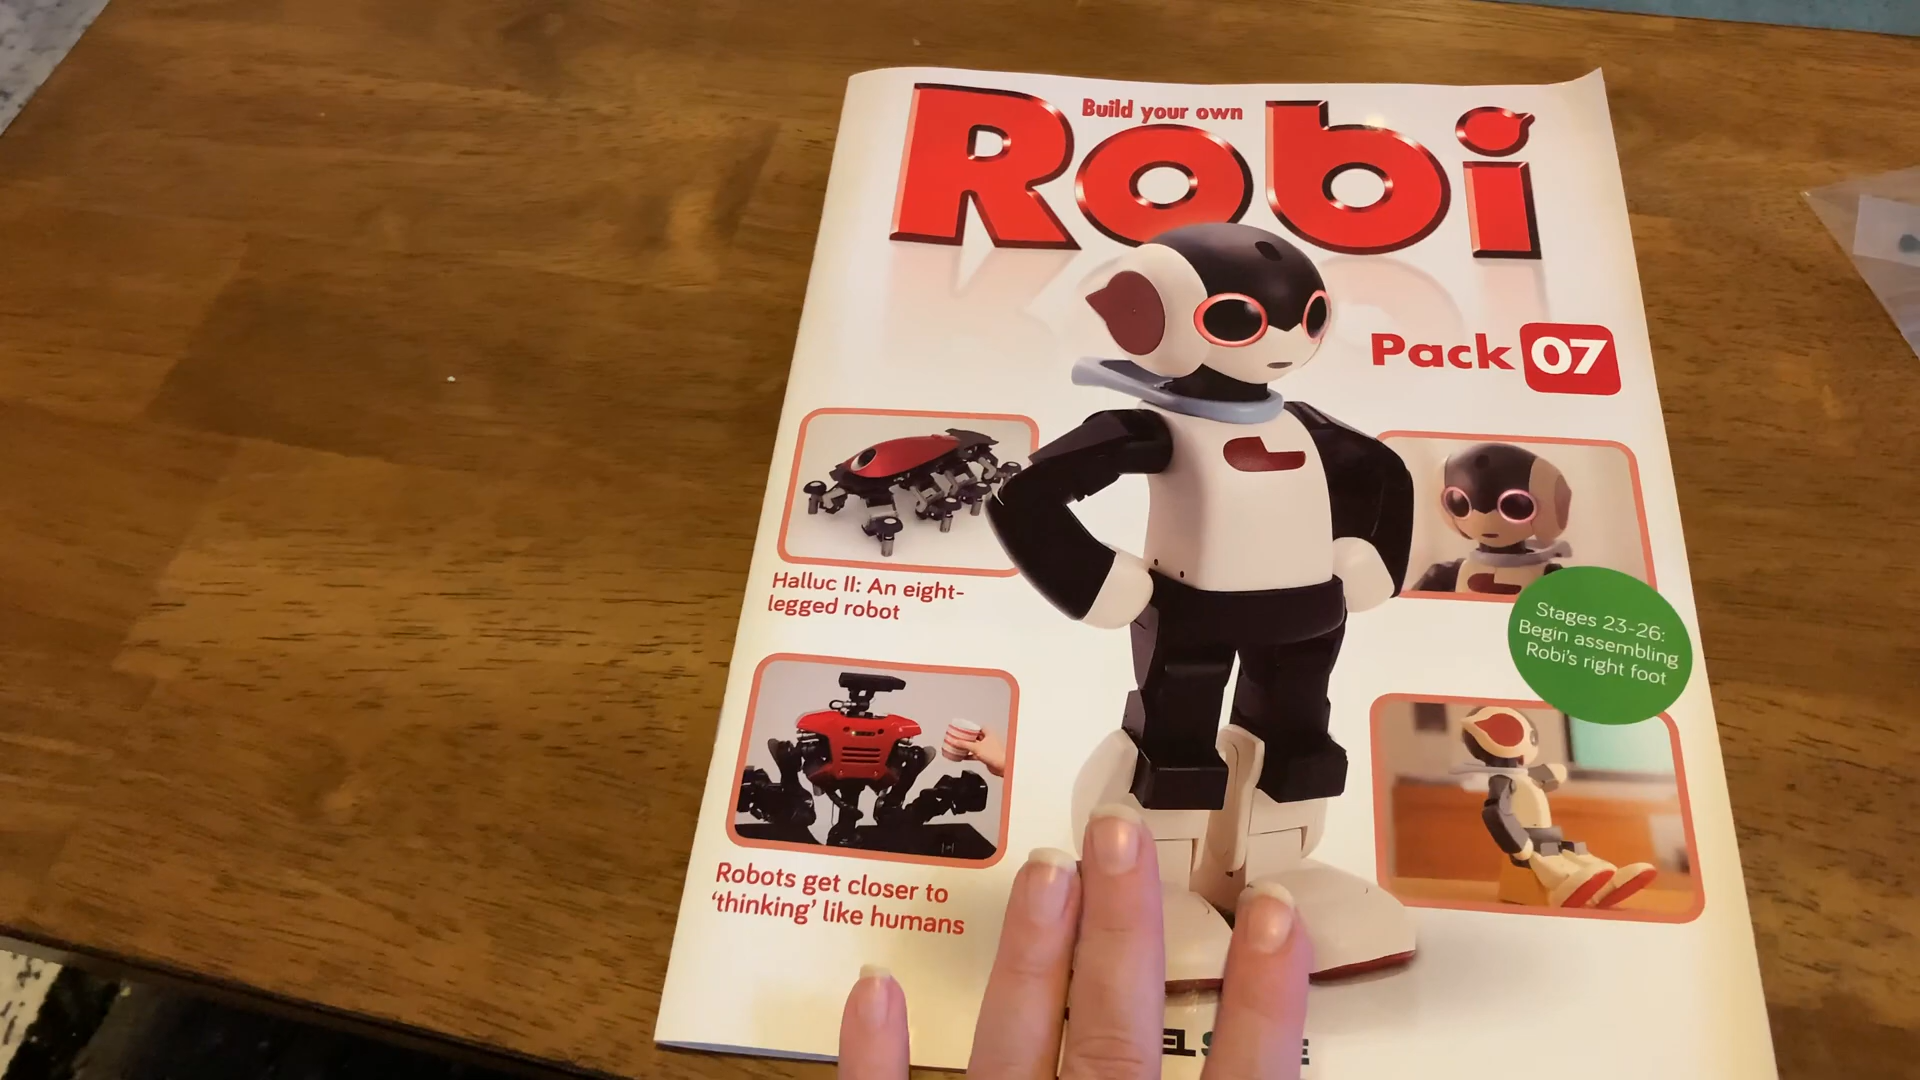 Build your own
Robi
Pack 07
Halluc II: An eight-
legged robot
Stages 23-26:
Begin assembling
Robi's right foot
Robots get closer to
‘thinking’ like humans